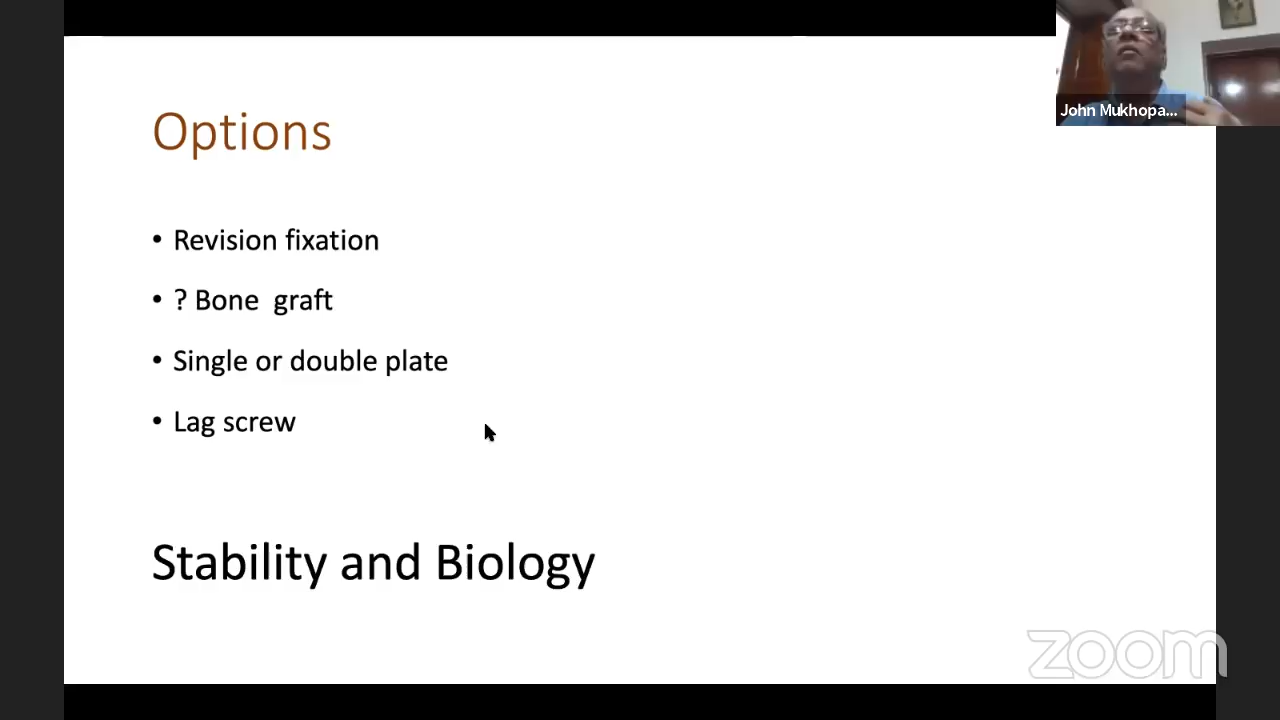 John Mukhopa...
Options
• Revision fixation
• ? Bone graft
• Single or double plate
• Lag screw
Stability and Biology
zoom